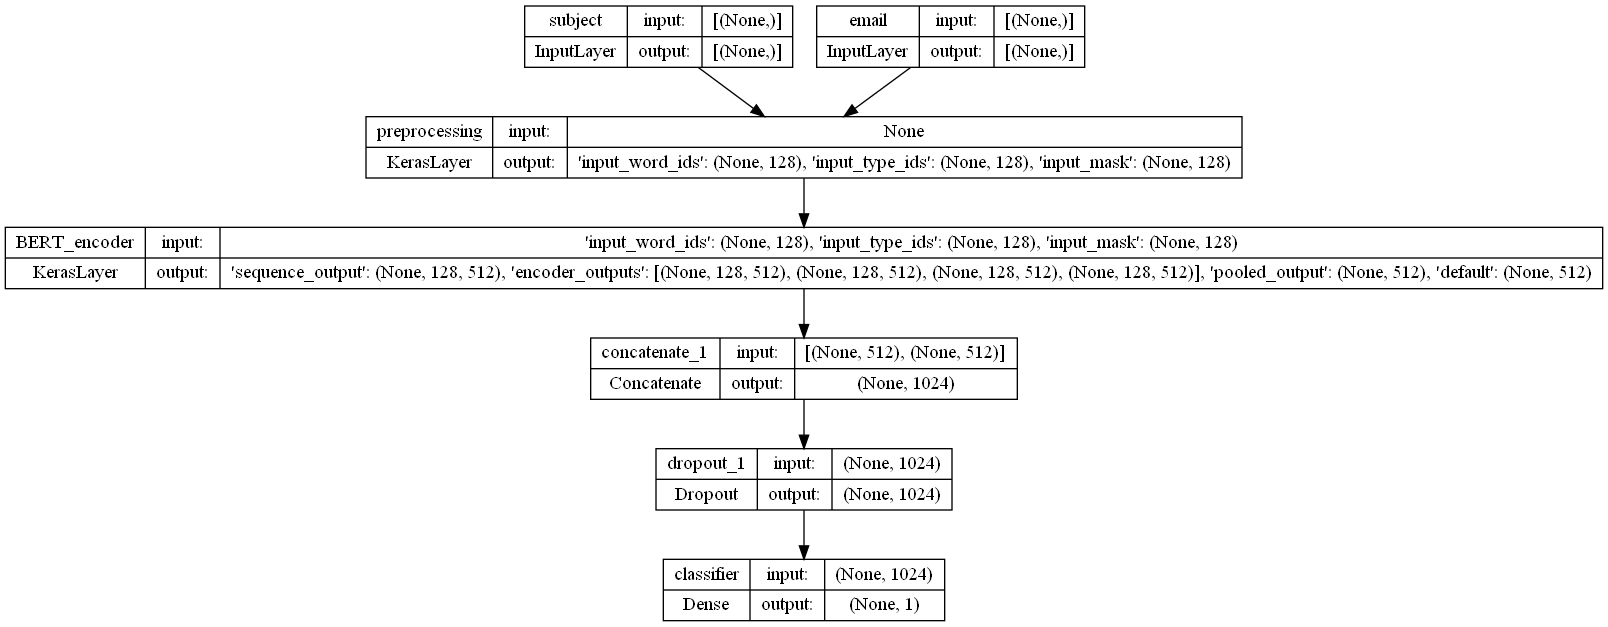 subject input: [(None,)]
InputLayer output: [(None,)]
email input: [(None,)]
InputLayer output: [(None,)]
preprocessing input: None
KerasLayer output: 'input_word_ids': (None, 128), 'input_type_ids': (None, 128), 'input_mask': (None, 128)
BERT_encoder input: 'input_word_ids': (None, 128), 'input_type_ids': (None, 128), 'input_mask': (None, 128)
KerasLayer output: 'sequence_output': (None, 128, 512), 'encoder_outputs': [(None, 128, 512), (None, 128, 512), (None, 128, 512), (None, 128, 512)], 'pooled_output': (None, 512), 'default': (None, 512)
concatenate_1 input: [(None, 512), (None, 512)]
Concatenate output: (None, 1024)
dropout_1 input: (None, 1024)
Dropout output: (None, 1024)
classifier input: (None, 1024)
Dense output: (None, 1)